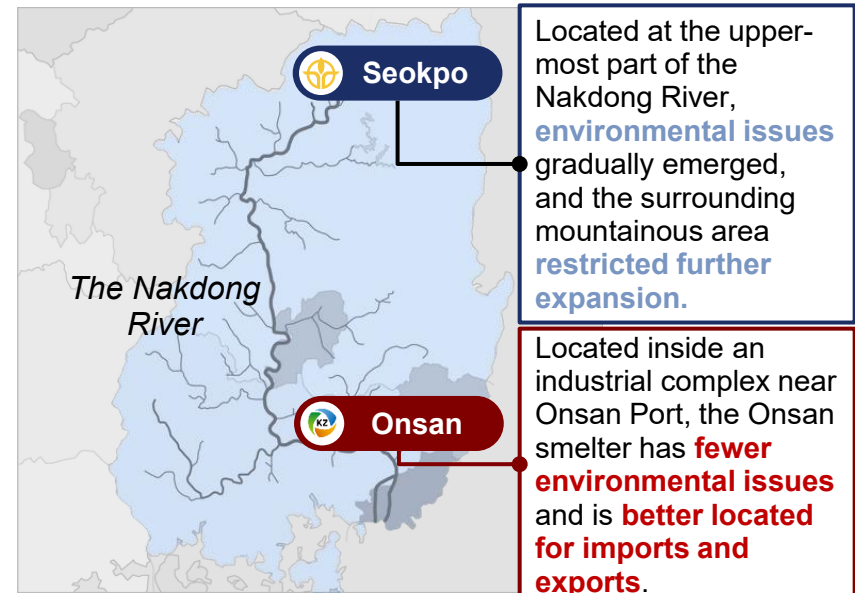 Seokpo
Located at the upper-
most part of the
Nakdong River,
environmental issues
gradually emerged,
and the surrounding
mountainous area
restricted further
expansion.
The Nakdong
River
KZ
Onsan
Located inside an
industrial complex near
Onsan Port, the Onsan
smelter has fewer
environmental issues
and is better located
for imports and
exports.